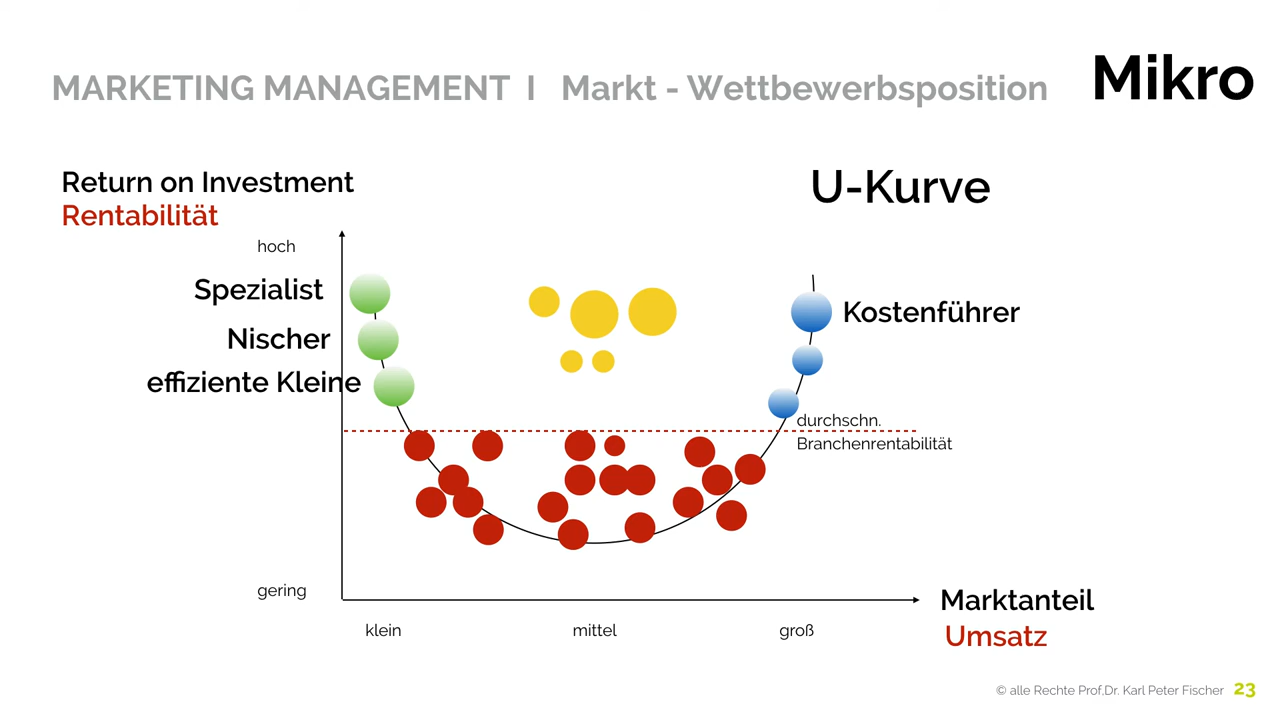 MARKETING MANAGEMENT I Markt - Wettbewerbsposition
Mikro
Return on Investment
Rentabilität
U-Kurve
hoch
Spezialist
Nischer
effiziente Kleine
Kostenführer
durchschn.
Branchenrentabilität
gering
klein
mittel
groß
Marktanteil
Umsatz
© alle Rechte Prof.Dr. Karl Peter Fischer 23